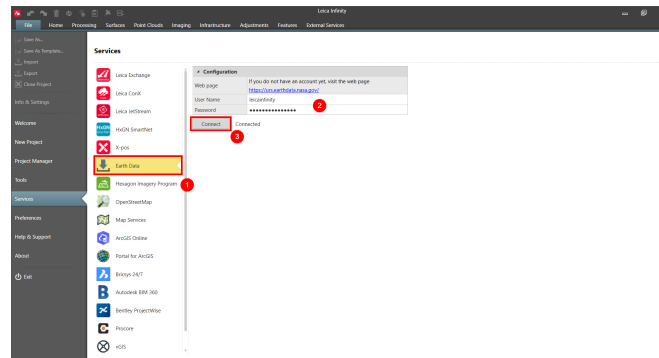 Leica Infinity
File Home Processing Surfaces Point Clouds Imaging Infrastructure Adjustments Features External Services
Save As...
Save As Template...
Import
Export
Close Project
Info & Settings
Welcome
New Project
Project Manager
Tools
Services
Preferences
Help & Support
About
Exit
Services
Leica Exchange
Leica ConX
Leica JetStream
HxGN SmartNet
X-pos
Earth Data
Hexagon Imagery Program
1
OpenStreetMap
Map Services
ArcGIS Online
Portal for ArcGIS
Bricsys 24/7
Autodesk BIM 360
Bentley ProjectWise
Procore
vGIS
Configuration
Web page
If you do not have an account yet, visit the web page
https://urs.earthdata.nasa.gov/
User Name leicainfinity
2
Password ●●●●●●●●●●●●●●●
Connect Connected
3